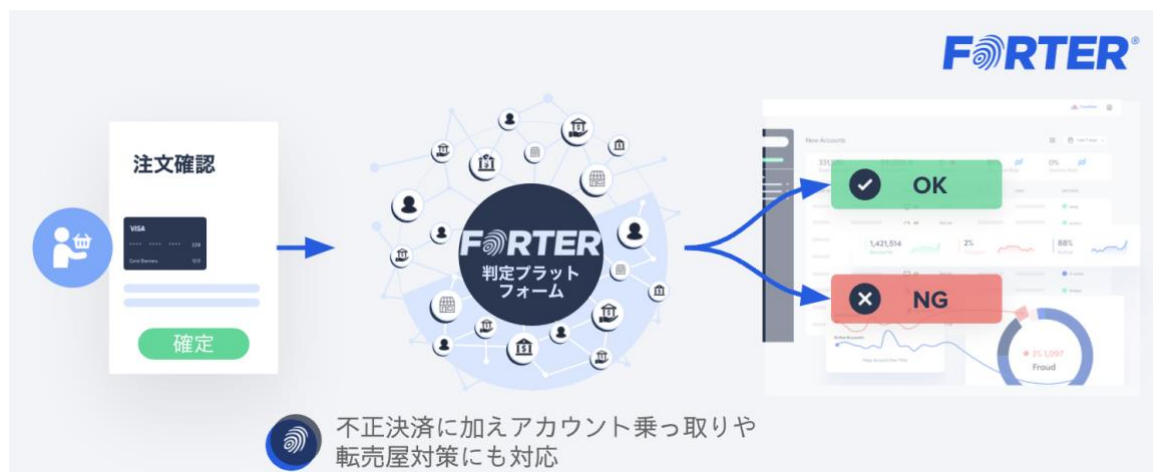 FORTER®
注文確認
VISA
確定
FORTER
判定プラット
フォーム
New Accounts
OK
1,421,514
2%
88%
NG
Fraud
不正決済に加えアカウント乗っ取りや
転売屋対策にも対応